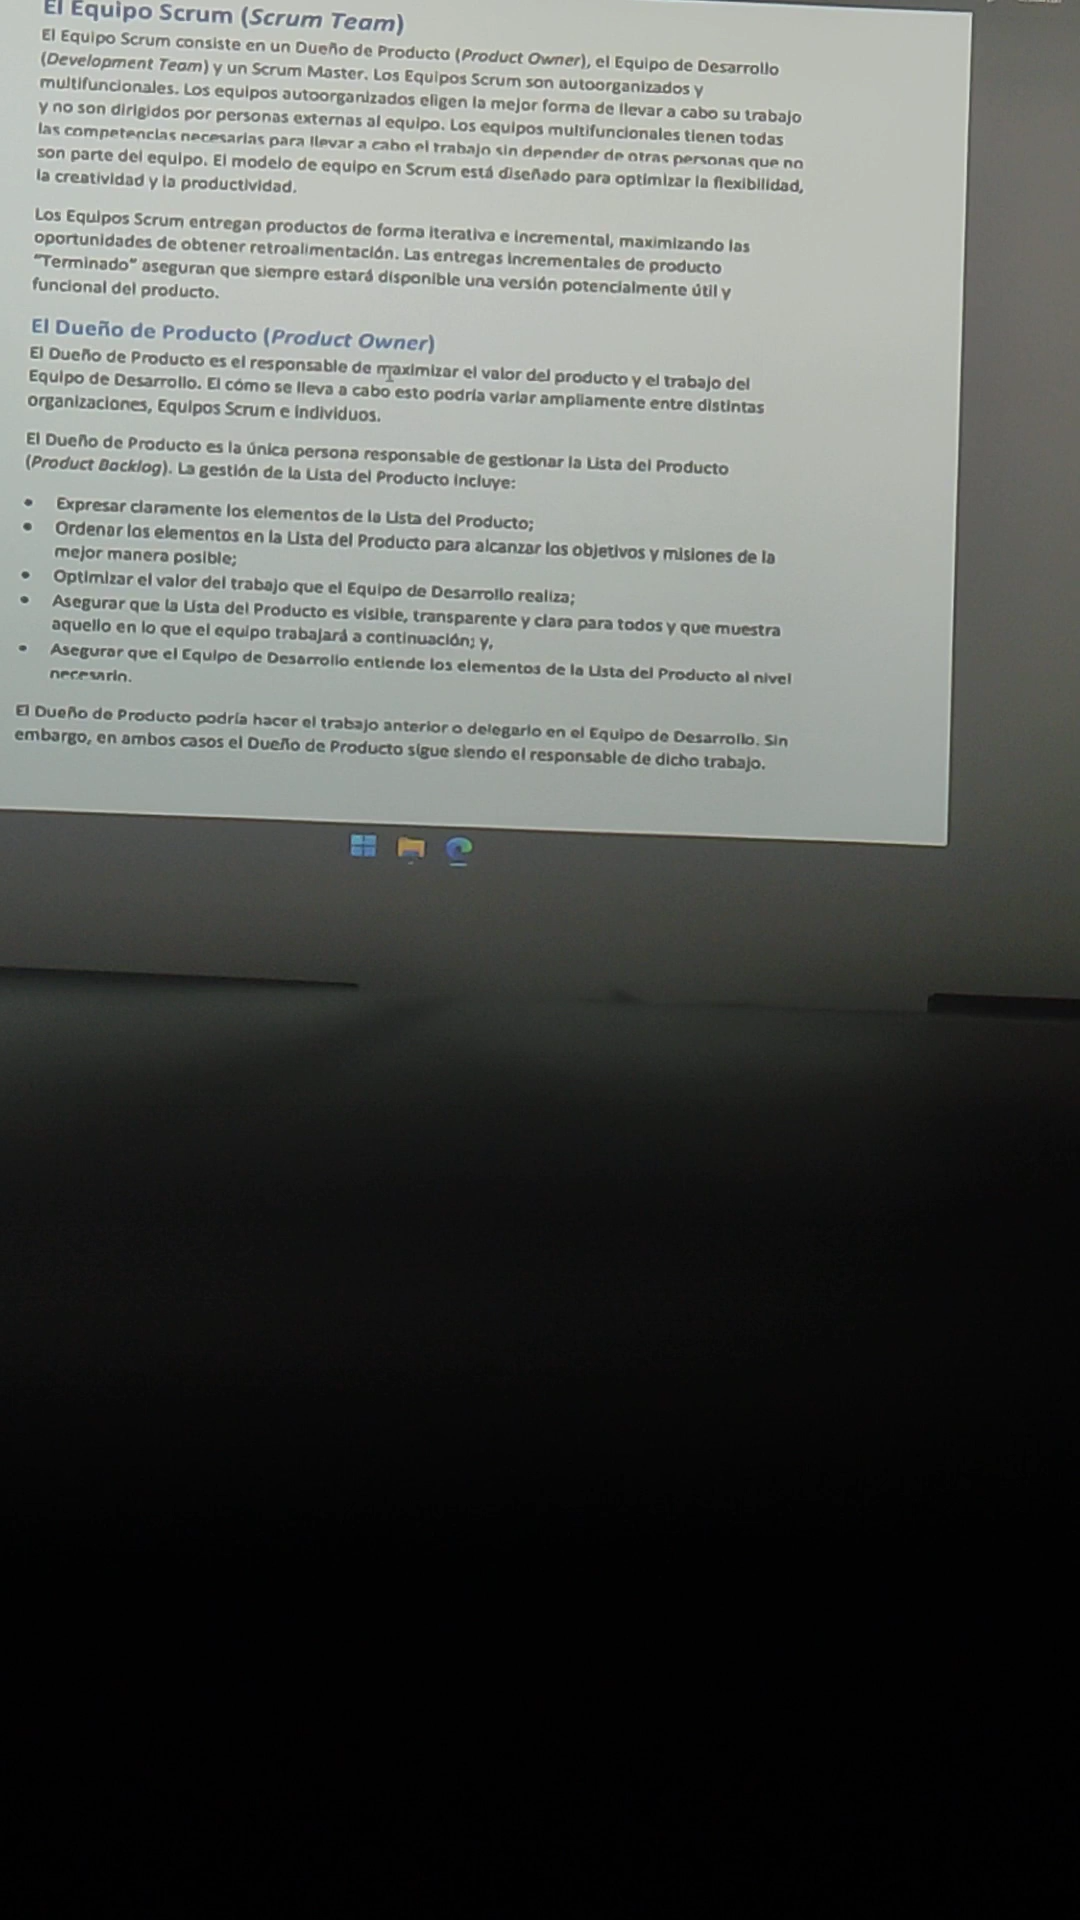 El Equipo Scrum (Scrum Team)
El Equipo Scrum consiste en un Dueño de Producto (Product Owner), el Equipo de Desarrollo
(Development Team) y un Scrum Master. Los Equipos Scrum son autoorganizados y
multifuncionales. Los equipos autoorganizados eligen la mejor forma de llevar a cabo su trabajo
y no son dirigidos por personas externas al equipo. Los equipos multifuncionales tienen todas
las competencias necesarias para llevar a cabo el trabajo sin depender de otras personas que no
son parte del equipo. El modelo de equipo en Scrum está diseñado para optimizar la flexibilidad,
la creatividad y la productividad.
Los Equipos Scrum entregan productos de forma iterativa e incremental, maximizando las
oportunidades de obtener retroalimentación. Las entregas incrementales de producto
"Terminado" aseguran que siempre estará disponible una versión potencialmente útil y
funcional del producto.
El Dueño de Producto (Product Owner)
El Dueño de Producto es el responsable de maximizar el valor del producto y el trabajo del
Equipo de Desarrollo. El cómo se lleva a cabo esto podría variar ampliamente entre distintas
organizaciones, Equipos Scrum e individuos.
El Dueño de Producto es la única persona responsable de gestionar la Lista del Producto
(Product Backlog). La gestión de la Lista del Producto incluye:
• Expresar claramente los elementos de la Lista del Producto;
• Ordenar los elementos en la Lista del Producto para alcanzar los objetivos y misiones de la
mejor manera posible;
• Optimizar el valor del trabajo que el Equipo de Desarrollo realiza;
• Asegurar que la Lista del Producto es visible, transparente y clara para todos y que muestra
aquello en lo que el equipo trabajará a continuación; y,
• Asegurar que el Equipo de Desarrollo entiende los elementos de la Lista del Producto al nivel
necesario.
El Dueño de Producto podría hacer el trabajo anterior o delegarlo en el Equipo de Desarrollo. Sin
embargo, en ambos casos el Dueño de Producto sigue siendo el responsable de dicho trabajo.